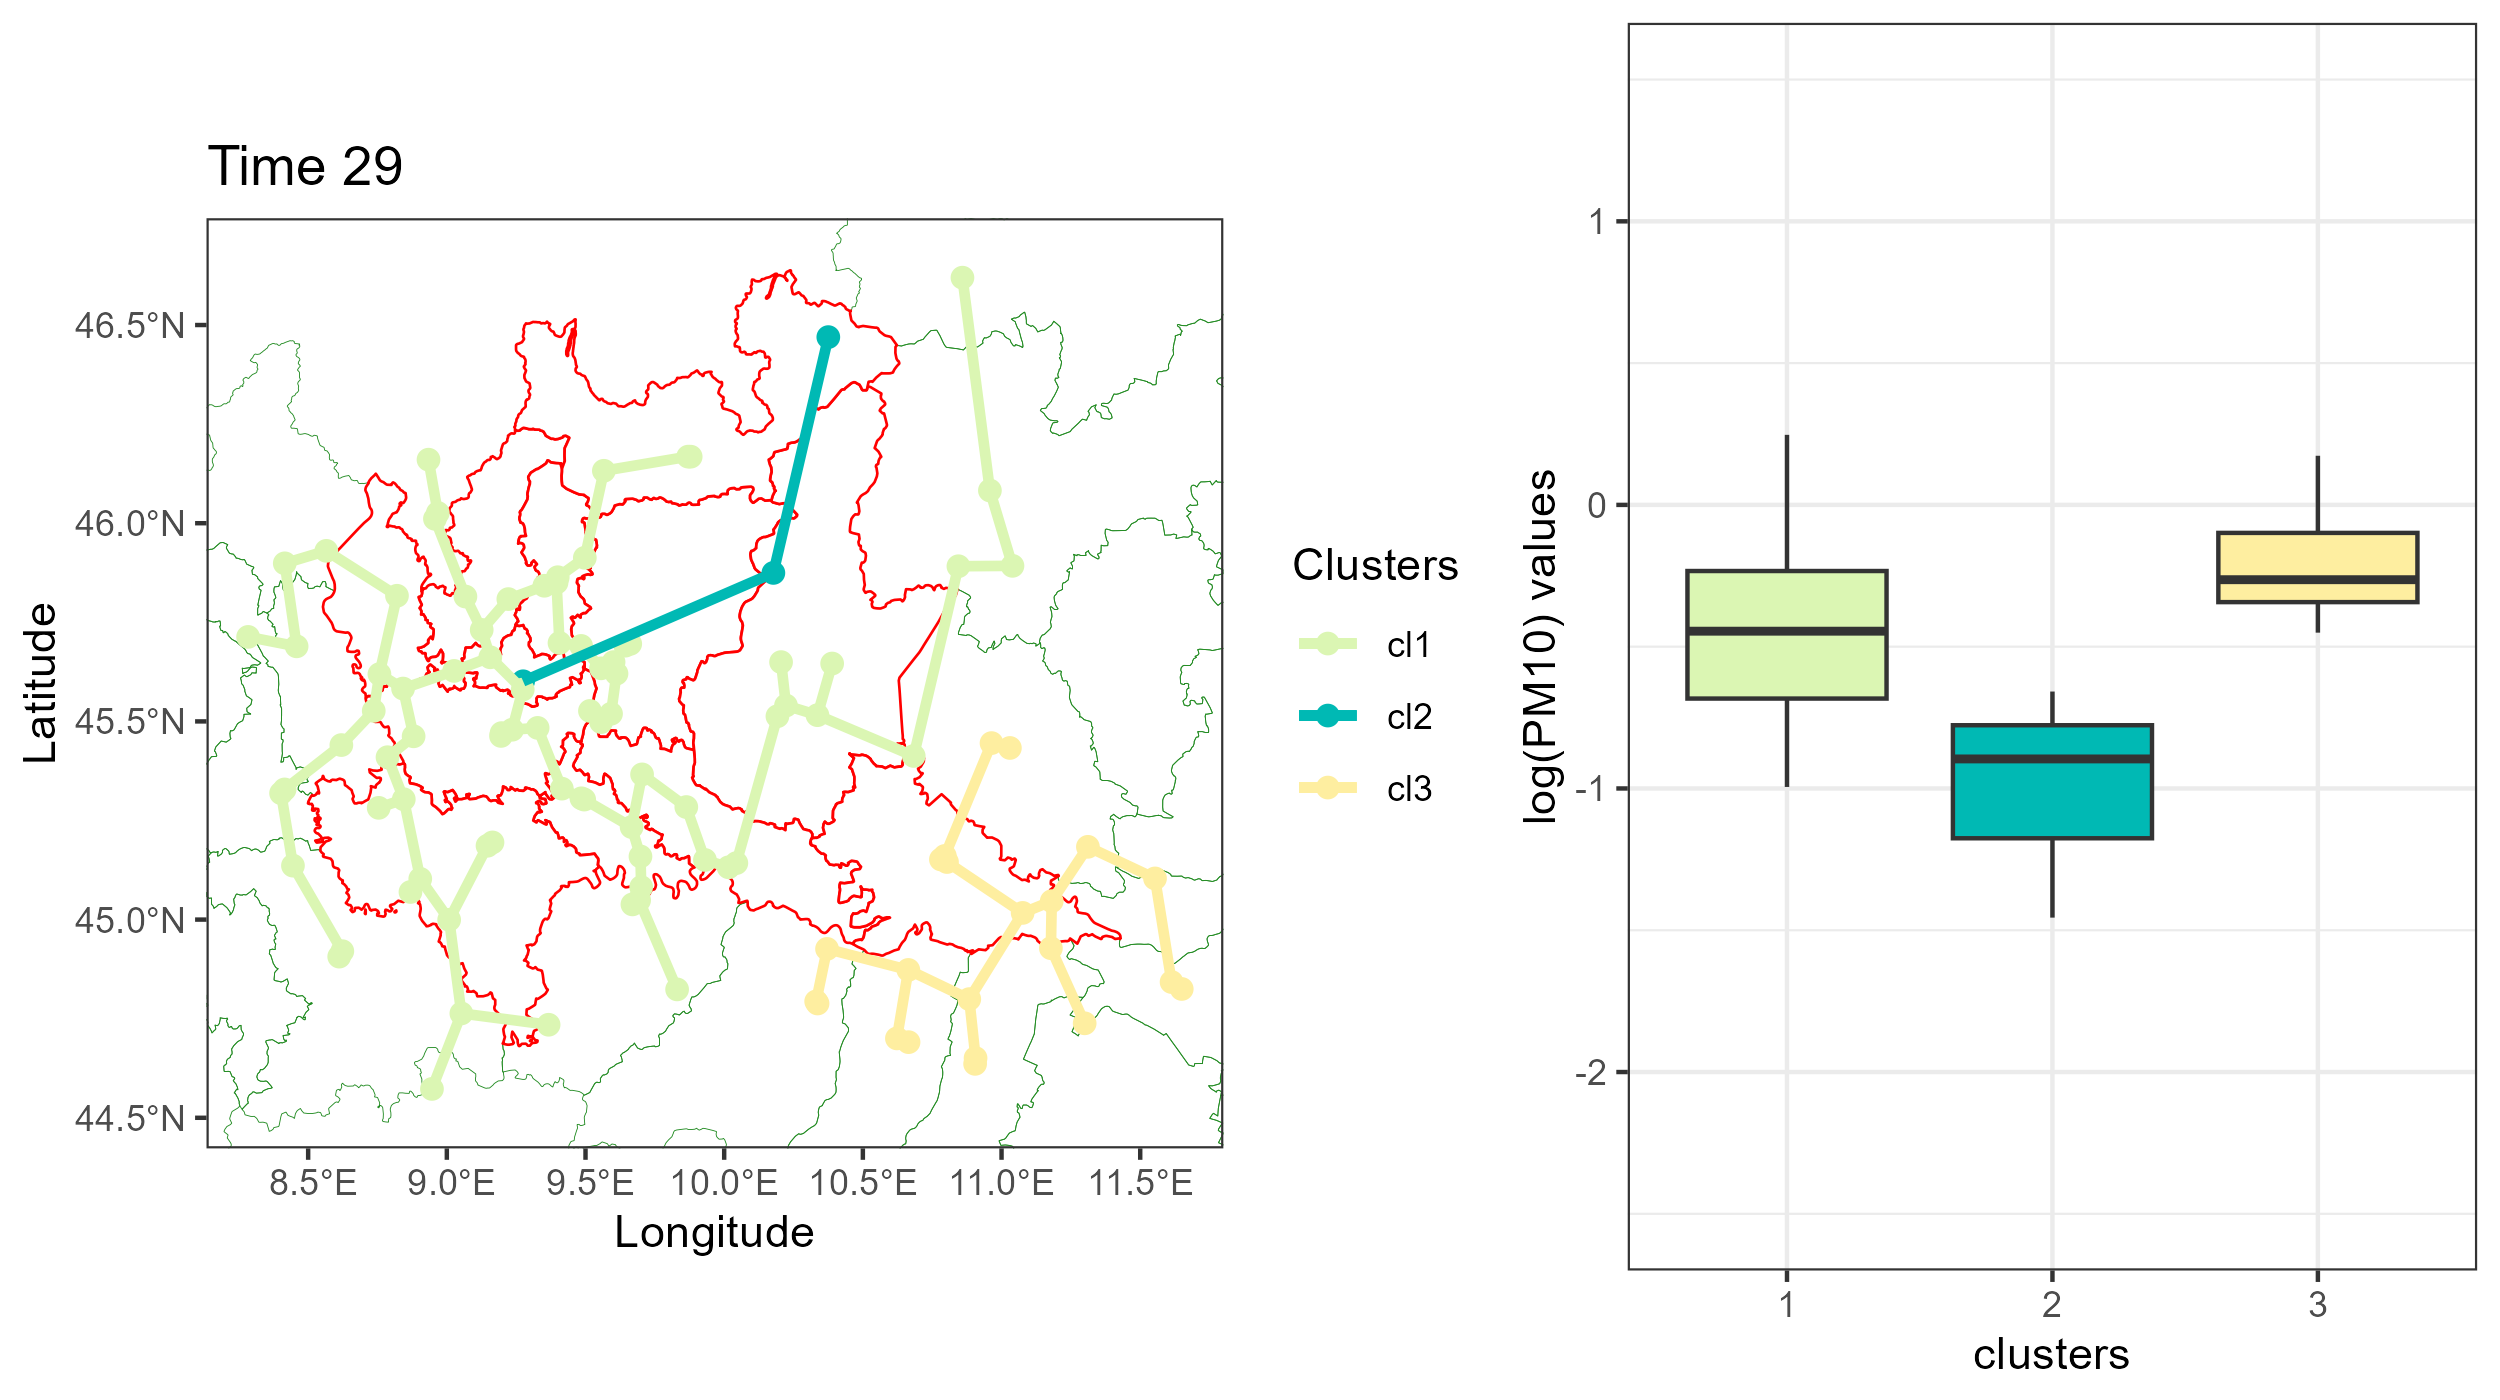 Time 29
46.5°N
46.0°N
45.5°N
45.0°N
44.5°N
Latitude
8.5°E 9.0°E 9.5°E 10.0°E 10.5°E 11.0°E 11.5°E
Longitude
Clusters
cl1
cl2
cl3
log(PM10) values
1
0
-1
-2
1 2 3
clusters